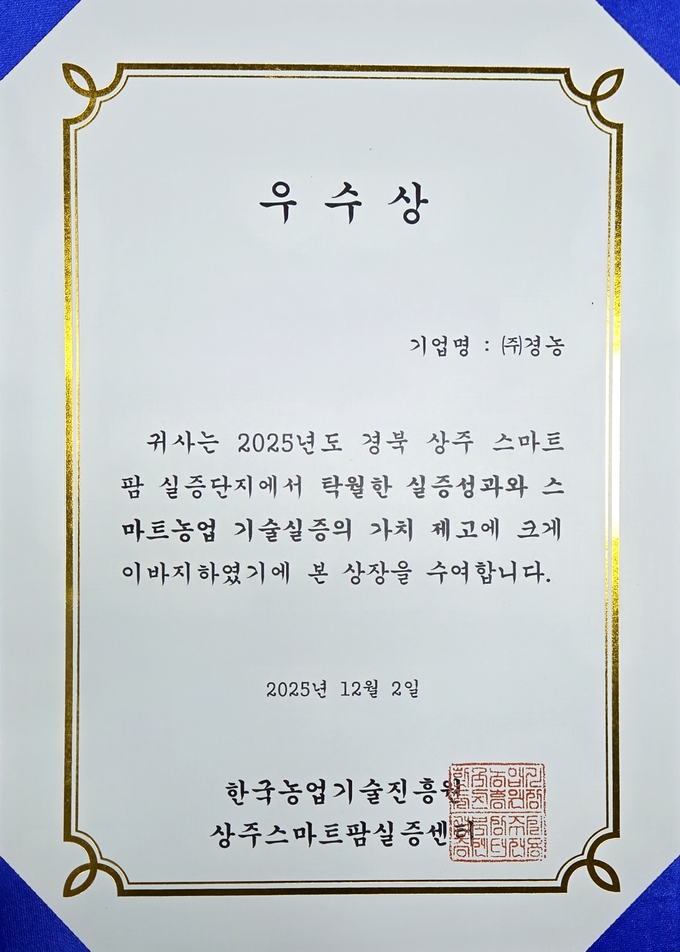 우수상
기업명 : ㈜경농
귀사는 2025년도 경북 상주 스마트
팜 실증단지에서 탁월한 실증성과와 스
마트농업 기술실증의 가치 제고에 크게
이바지하였기에 본 상장을 수여합니다.
2025년 12월 2일
한국농업기술진흥원
상주스마트팜실증센터